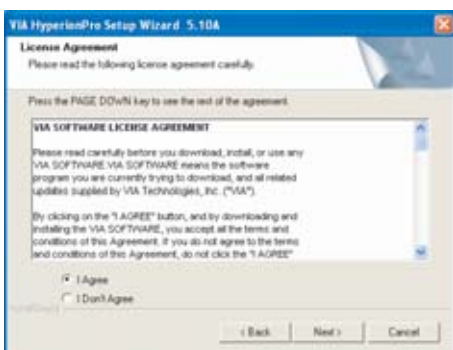 VIA HyperionPro Setup Wizard 5.10A
License Agreement
Please read the following license agreement carefully.
Press the PAGE DOWN key to see the rest of the agreement.
VIA SOFTWARE LICENSE AGREEMENT
Please read carefully before you download, install, or use any
VIA SOFTWARE. VIA SOFTWARE means the software
program you are currently trying to download, and all related
updates supplied by VIA Technologies, Inc. ("VIA").
By clicking on the "I AGREE" button, and by downloading and
installing the VIA SOFTWARE, you accept all the terms and
conditions of this Agreement. If you do not agree to the terms
and conditions of this Agreement, do not click the "I AGREE"
I Agree
I Don't Agree
InstallShield
< Back
Next >
Cancel